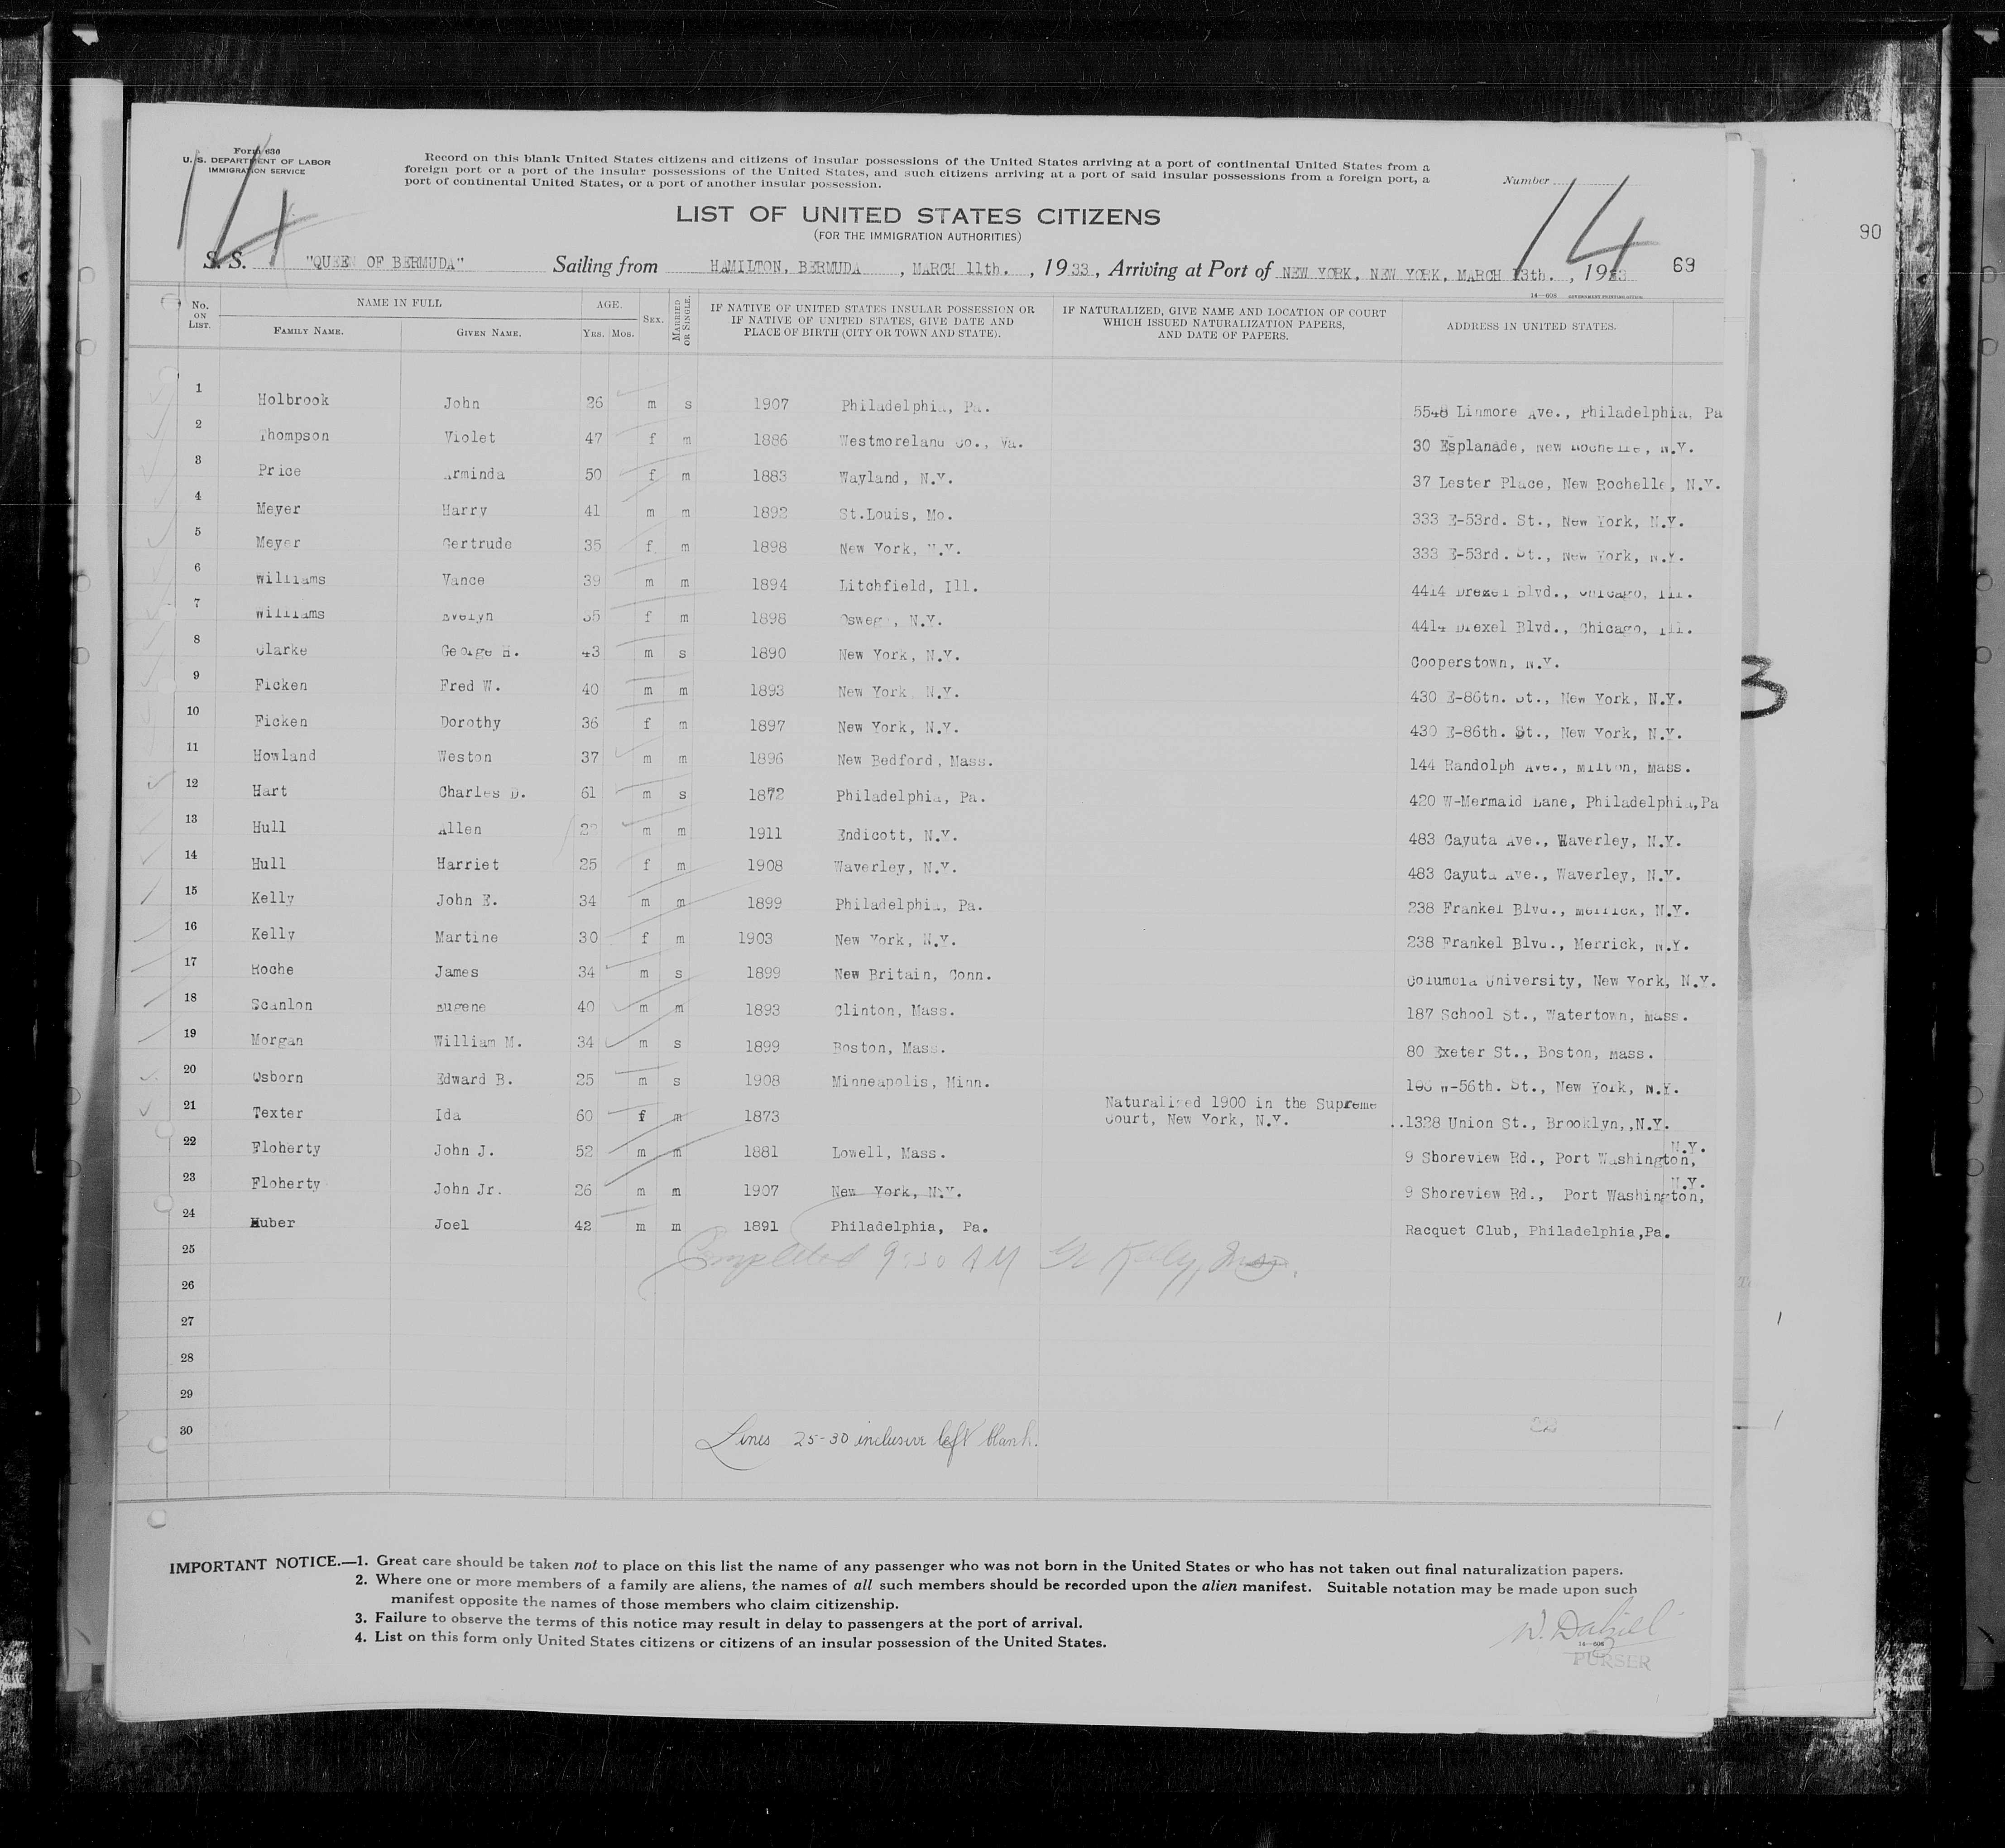 Form 630
U. S. DEPARTMENT OF LABOR
IMMIGRATION SERVICE
14
Record on this blank United States citizens and citizens of insular possessions of the United States arriving at a port of continental United States from a
foreign port or a port of the insular possessions of the United States, and such citizens arriving at a port of said insular possessions from a foreign port, a
port of continental United States, or a port of another insular possession.
Number
14
LIST OF UNITED STATES CITIZENS
(FOR THE IMMIGRATION AUTHORITIES)
90
S. S. "QUEEN OF BERMUDA" Sailing from HAMILTON, BERMUDA, MARCH 11th., 1933, Arriving at Port of NEW YORK, NEW YORK, MARCH 13th., 1933 69
14—608 GOVERNMENT PRINTING OFFICE
No. ON LIST. NAME IN FULL FAMILY NAME. GIVEN NAME. AGE. YRS. MOS. SEX. MARRIED OR SINGLE. IF NATIVE OF UNITED STATES INSULAR POSSESSION OR IF NATIVE OF UNITED STATES, GIVE DATE AND PLACE OF BIRTH (CITY OR TOWN AND STATE). IF NATURALIZED, GIVE NAME AND LOCATION OF COURT WHICH ISSUED NATURALIZATION PAPERS, AND DATE OF PAPERS. ADDRESS IN UNITED STATES.
1 Holbrook John 26 m s 1907 Philadelphia, Pa. 5548 Linmore Ave., Philadelphia, Pa
2 Thompson Violet 47 f m 1886 Westmoreland Co., Va. 30 Esplanade, New Rochelle, N.Y.
3 Price Arminda 50 f m 1883 Wayland, N.Y. 37 Lester Place, New Rochelle, N.Y.
4 Meyer Harry 41 m m 1892 St.Louis, Mo. 333 E-53rd. St., New York, N.Y.
5 Meyer Gertrude 35 f m 1898 New York, N.Y. 333 E-53rd. St., New York, N.Y.
6 Williams Vance 39 m m 1894 Litchfield, Ill. 4414 Drexel Blvd., Chicago, Ill.
7 Williams Evelyn 35 f m 1898 Oswego, N.Y. 4414 Drexel Blvd., Chicago, Ill.
8 Clarke George H. 43 m s 1890 New York, N.Y. Cooperstown, N.Y.
9 Ficken Fred W. 40 m m 1893 New York, N.Y. 430 E-86th. St., New York, N.Y.
10 Ficken Dorothy 36 f m 1897 New York, N.Y. 430 E-86th. St., New York, N.Y.
11 Howland Weston 37 m m 1896 New Bedford, Mass. 144 Randolph Ave., Milton, Mass.
12 Hart Charles D. 61 m s 1872 Philadelphia, Pa. 420 W-Mermaid Lane, Philadelphia,Pa
13 Hull Allen m m 1911 Endicott, N.Y. 483 Cayuta Ave., Waverley, N.Y.
14 Hull Harriet 25 f m 1908 Waverley, N.Y. 483 Cayuta Ave., Waverley, N.Y.
15 Kelly John E. 34 m m 1899 Philadelphia, Pa. 238 Frankel Blvd., Merrick, N.Y.
16 Kelly Martine 30 f m 1903 New York, N.Y. 238 Frankel Blvd., Merrick, N.Y.
17 Roche James 34 m s 1899 New Britain, Conn. Columbia University, New York, N.Y.
18 Scanlon Eugene 40 m m 1893 Clinton, Mass. 187 School St., Watertown, Mass.
19 Morgan William M. 34 m s 1899 Boston, Mass. 80 Exeter St., Boston, Mass.
20 Osborn Edward B. 25 m s 1908 Minneapolis, Minn. W-56th. St., New York, N.Y.
21 Texter Ida 60 f m 1873 Naturalized 1900 in the Supreme Court, New York, N.Y. ..1328 Union St., Brooklyn,,N.Y.
22 Floherty John J. 52 m m 1881 Lowell, Mass. 9 Shoreview Rd., Port Washington, N.Y.
23 Floherty John Jr. 26 m m 1907 New York, N.Y. 9 Shoreview Rd., Port Washington, N.Y.
24 Huber Joel 42 m m 1891 Philadelphia, Pa. Racquet Club, Philadelphia,Pa.
25 Completed 9:30 AM Kelly, Insp.
26
27
28
29
30 Lines 25-30 inclusive left blank.
3
IMPORTANT NOTICE.—1. Great care should be taken not to place on this list the name of any passenger who was not born in the United States or who has not taken out final naturalization papers.
2. Where one or more members of a family are aliens, the names of all such members should be recorded upon the alien manifest. Suitable notation may be made upon such
manifest opposite the names of those members who claim citizenship.
3. Failure to observe the terms of this notice may result in delay to passengers at the port of arrival.
4. List on this form only United States citizens or citizens of an insular possession of the United States.
14—608
PURSER